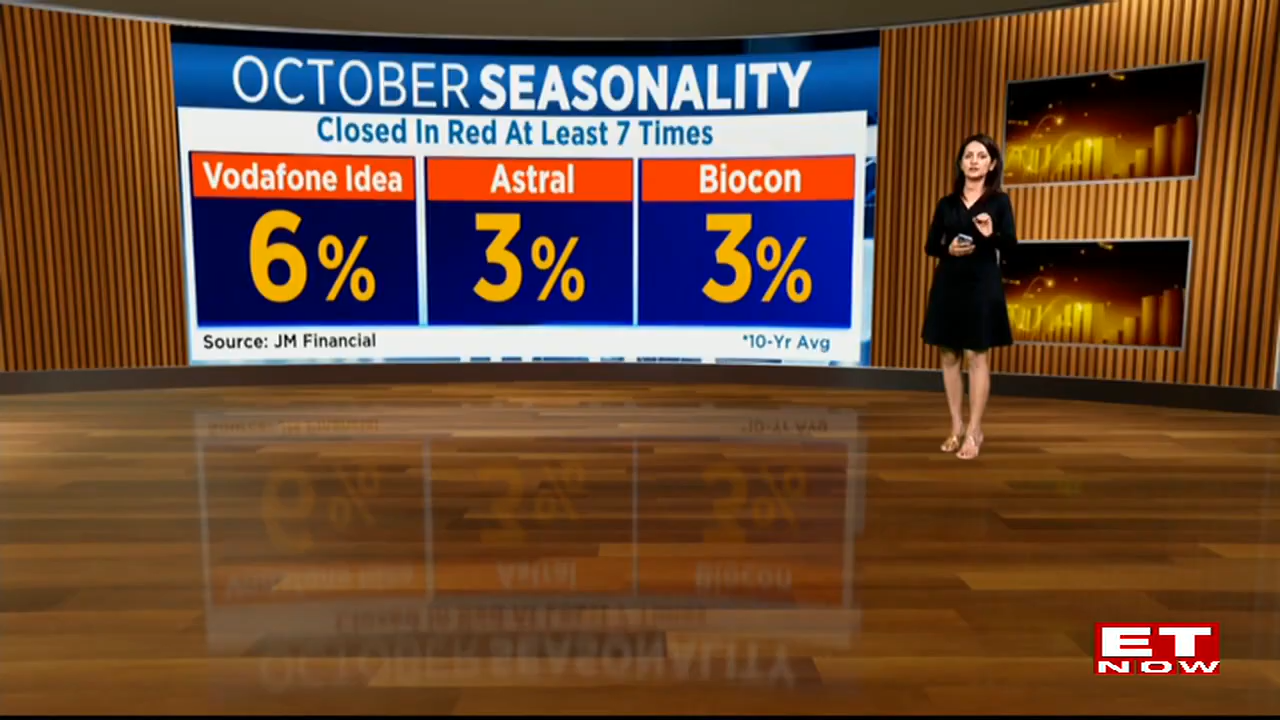 OCTOBER SEASONALITY
Closed In Red At Least 7 Times
Vodafone Idea
6%
Astral
3%
Biocon
3%
Source: JM Financial
*10-Yr Avg
ET
NOW